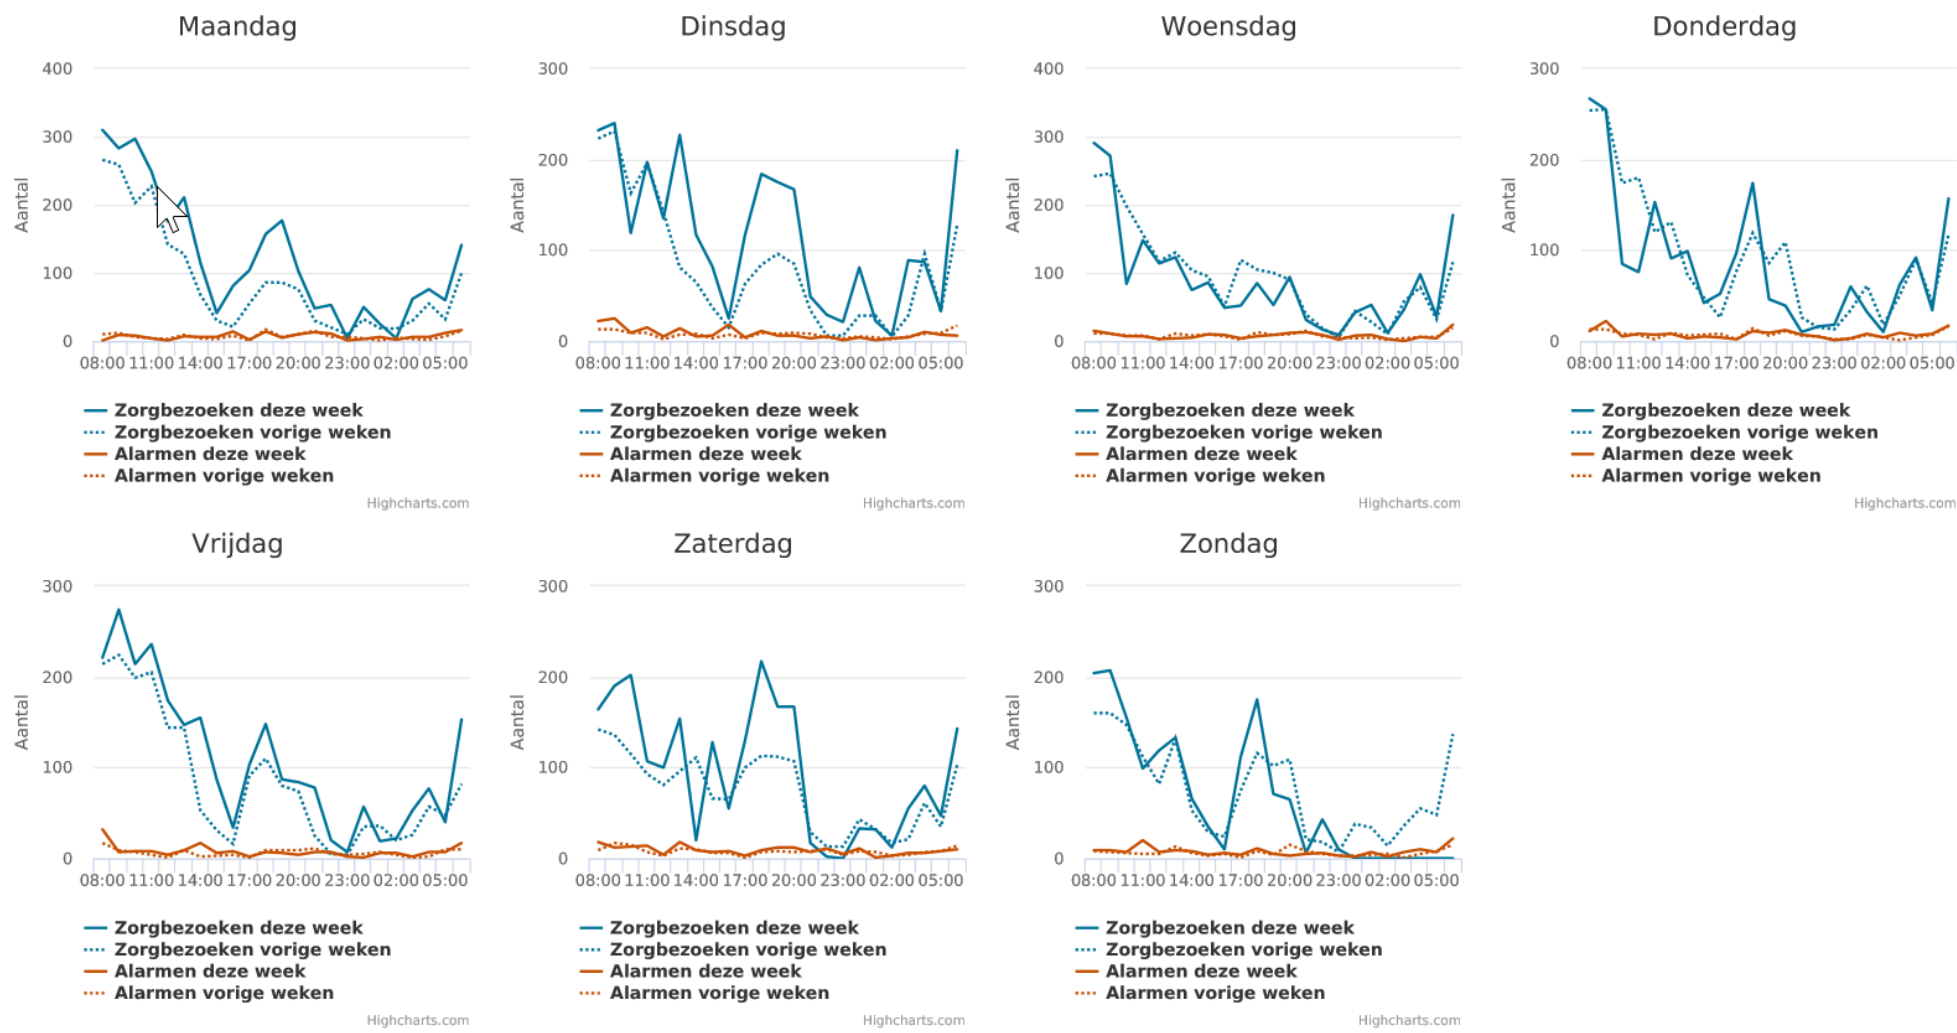 Maandag
400
300
200
100
0
Aantal
08:00 11:00 14:00 17:00 20:00 23:00 02:00 05:00
Zorgbezoeken deze week
Zorgbezoeken vorige weken
Alarmen deze week
Alarmen vorige weken
Highcharts.com
Dinsdag
300
200
100
0
Aantal
08:00 11:00 14:00 17:00 20:00 23:00 02:00 05:00
Zorgbezoeken deze week
Zorgbezoeken vorige weken
Alarmen deze week
Alarmen vorige weken
Highcharts.com
Woensdag
400
300
200
100
0
Aantal
08:00 11:00 14:00 17:00 20:00 23:00 02:00 05:00
Zorgbezoeken deze week
Zorgbezoeken vorige weken
Alarmen deze week
Alarmen vorige weken
Highcharts.com
Donderdag
300
200
100
0
Aantal
08:00 11:00 14:00 17:00 20:00 23:00 02:00 05:00
Zorgbezoeken deze week
Zorgbezoeken vorige weken
Alarmen deze week
Alarmen vorige weken
Highcharts.com
Vrijdag
300
200
100
0
Aantal
08:00 11:00 14:00 17:00 20:00 23:00 02:00 05:00
Zorgbezoeken deze week
Zorgbezoeken vorige weken
Alarmen deze week
Alarmen vorige weken
Highcharts.com
Zaterdag
300
200
100
0
Aantal
08:00 11:00 14:00 17:00 20:00 23:00 02:00 05:00
Zorgbezoeken deze week
Zorgbezoeken vorige weken
Alarmen deze week
Alarmen vorige weken
Highcharts.com
Zondag
300
200
100
0
Aantal
08:00 11:00 14:00 17:00 20:00 23:00 02:00 05:00
Zorgbezoeken deze week
Zorgbezoeken vorige weken
Alarmen deze week
Alarmen vorige weken
Highcharts.com